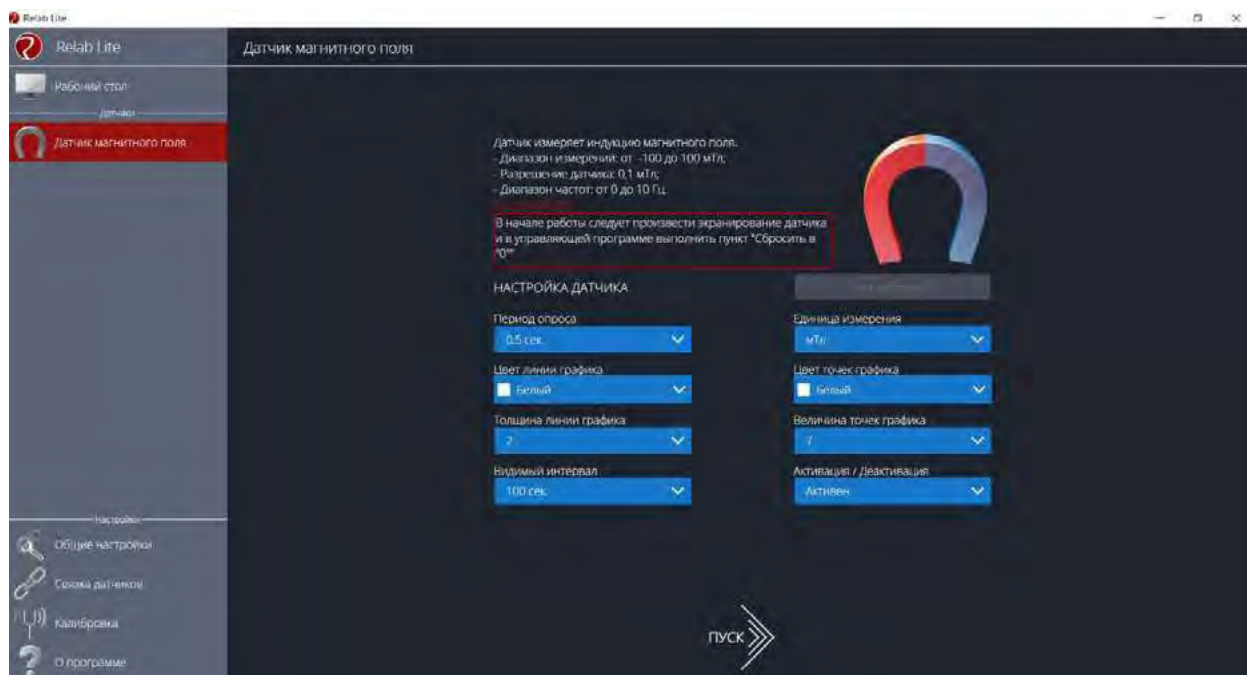 Relab Lite
Relab Lite
Датчик магнитного поля
Рабочий стол
Датчики
Датчик магнитного поля
Датчик измеряет индукцию магнитного поля.
- Диапазон измерений: от -100 до 100 мТл;
- Разрешение датчика: 0,1 мТл;
- Диапазон частот: от 0 до 10 Гц
В начале работы следует произвести экранирование датчика
и в управляющей программе выполнить пункт "Сбросить в
"0""
НАСТРОЙКА ДАТЧИКА
Период опроса
Единица измерения
0.5 сек.
мТл
Цвет линии графика
Цвет точек графика
Белый
Белый
Толщина линии графика
Величина точек графика
2
7
Видимый интервал
Активация / Деактивация
100 сек.
Активен
Настройки
Общие настройки
Связка датчиков
Калибровка
О программе
ПУСК